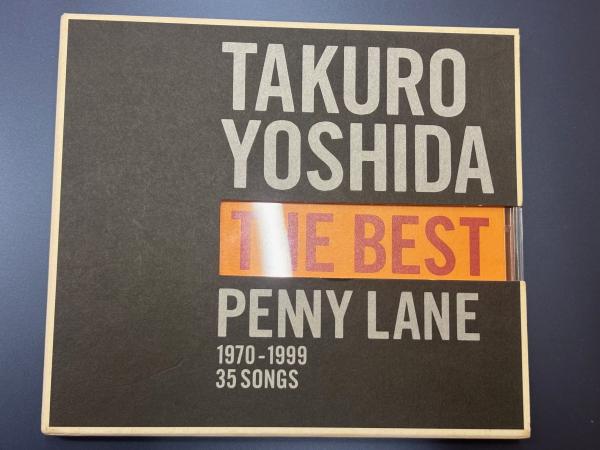 TAKURO
YOSHIDA
THE BEST
PENNY LANE
1970-1999
35 SONGS